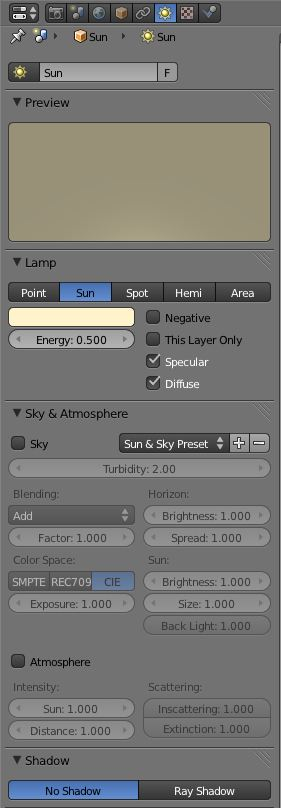 Sun Sun
Sun F
Preview
Lamp
Point Sun Spot Hemi Area
Negative
Energy: 0.500 This Layer Only
Specular
Diffuse
Sky & Atmosphere
Sky Sun & Sky Preset
Turbidity: 2.00
Blending: Horizon:
Add Brightness: 1.000
Factor: 1.000 Spread: 1.000
Color Space: Sun:
SMPTE REC709 CIE Brightness: 1.000
Exposure: 1.000 Size: 1.000
Back Light: 1.000
Atmosphere
Intensity: Scattering:
Sun: 1.000 Inscattering: 1.000
Distance: 1.000 Extinction: 1.000
Shadow
No Shadow Ray Shadow